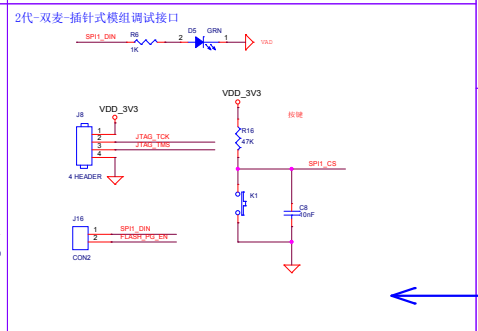 2代-双麦-插针式模组调试接口
SPI1_DIN
R6
1K
2
D5
GRN
1
VAD
VDD_3V3
按键
J8
VDD_3V3
1
2
3
4
JTAG_TCK
JTAG_TMS
4 HEADER
R16
47K
SPI1_CS
K1
C8
10nF
J16
1
2
SPI1_DIN
FLASH_PG_EN
CON2